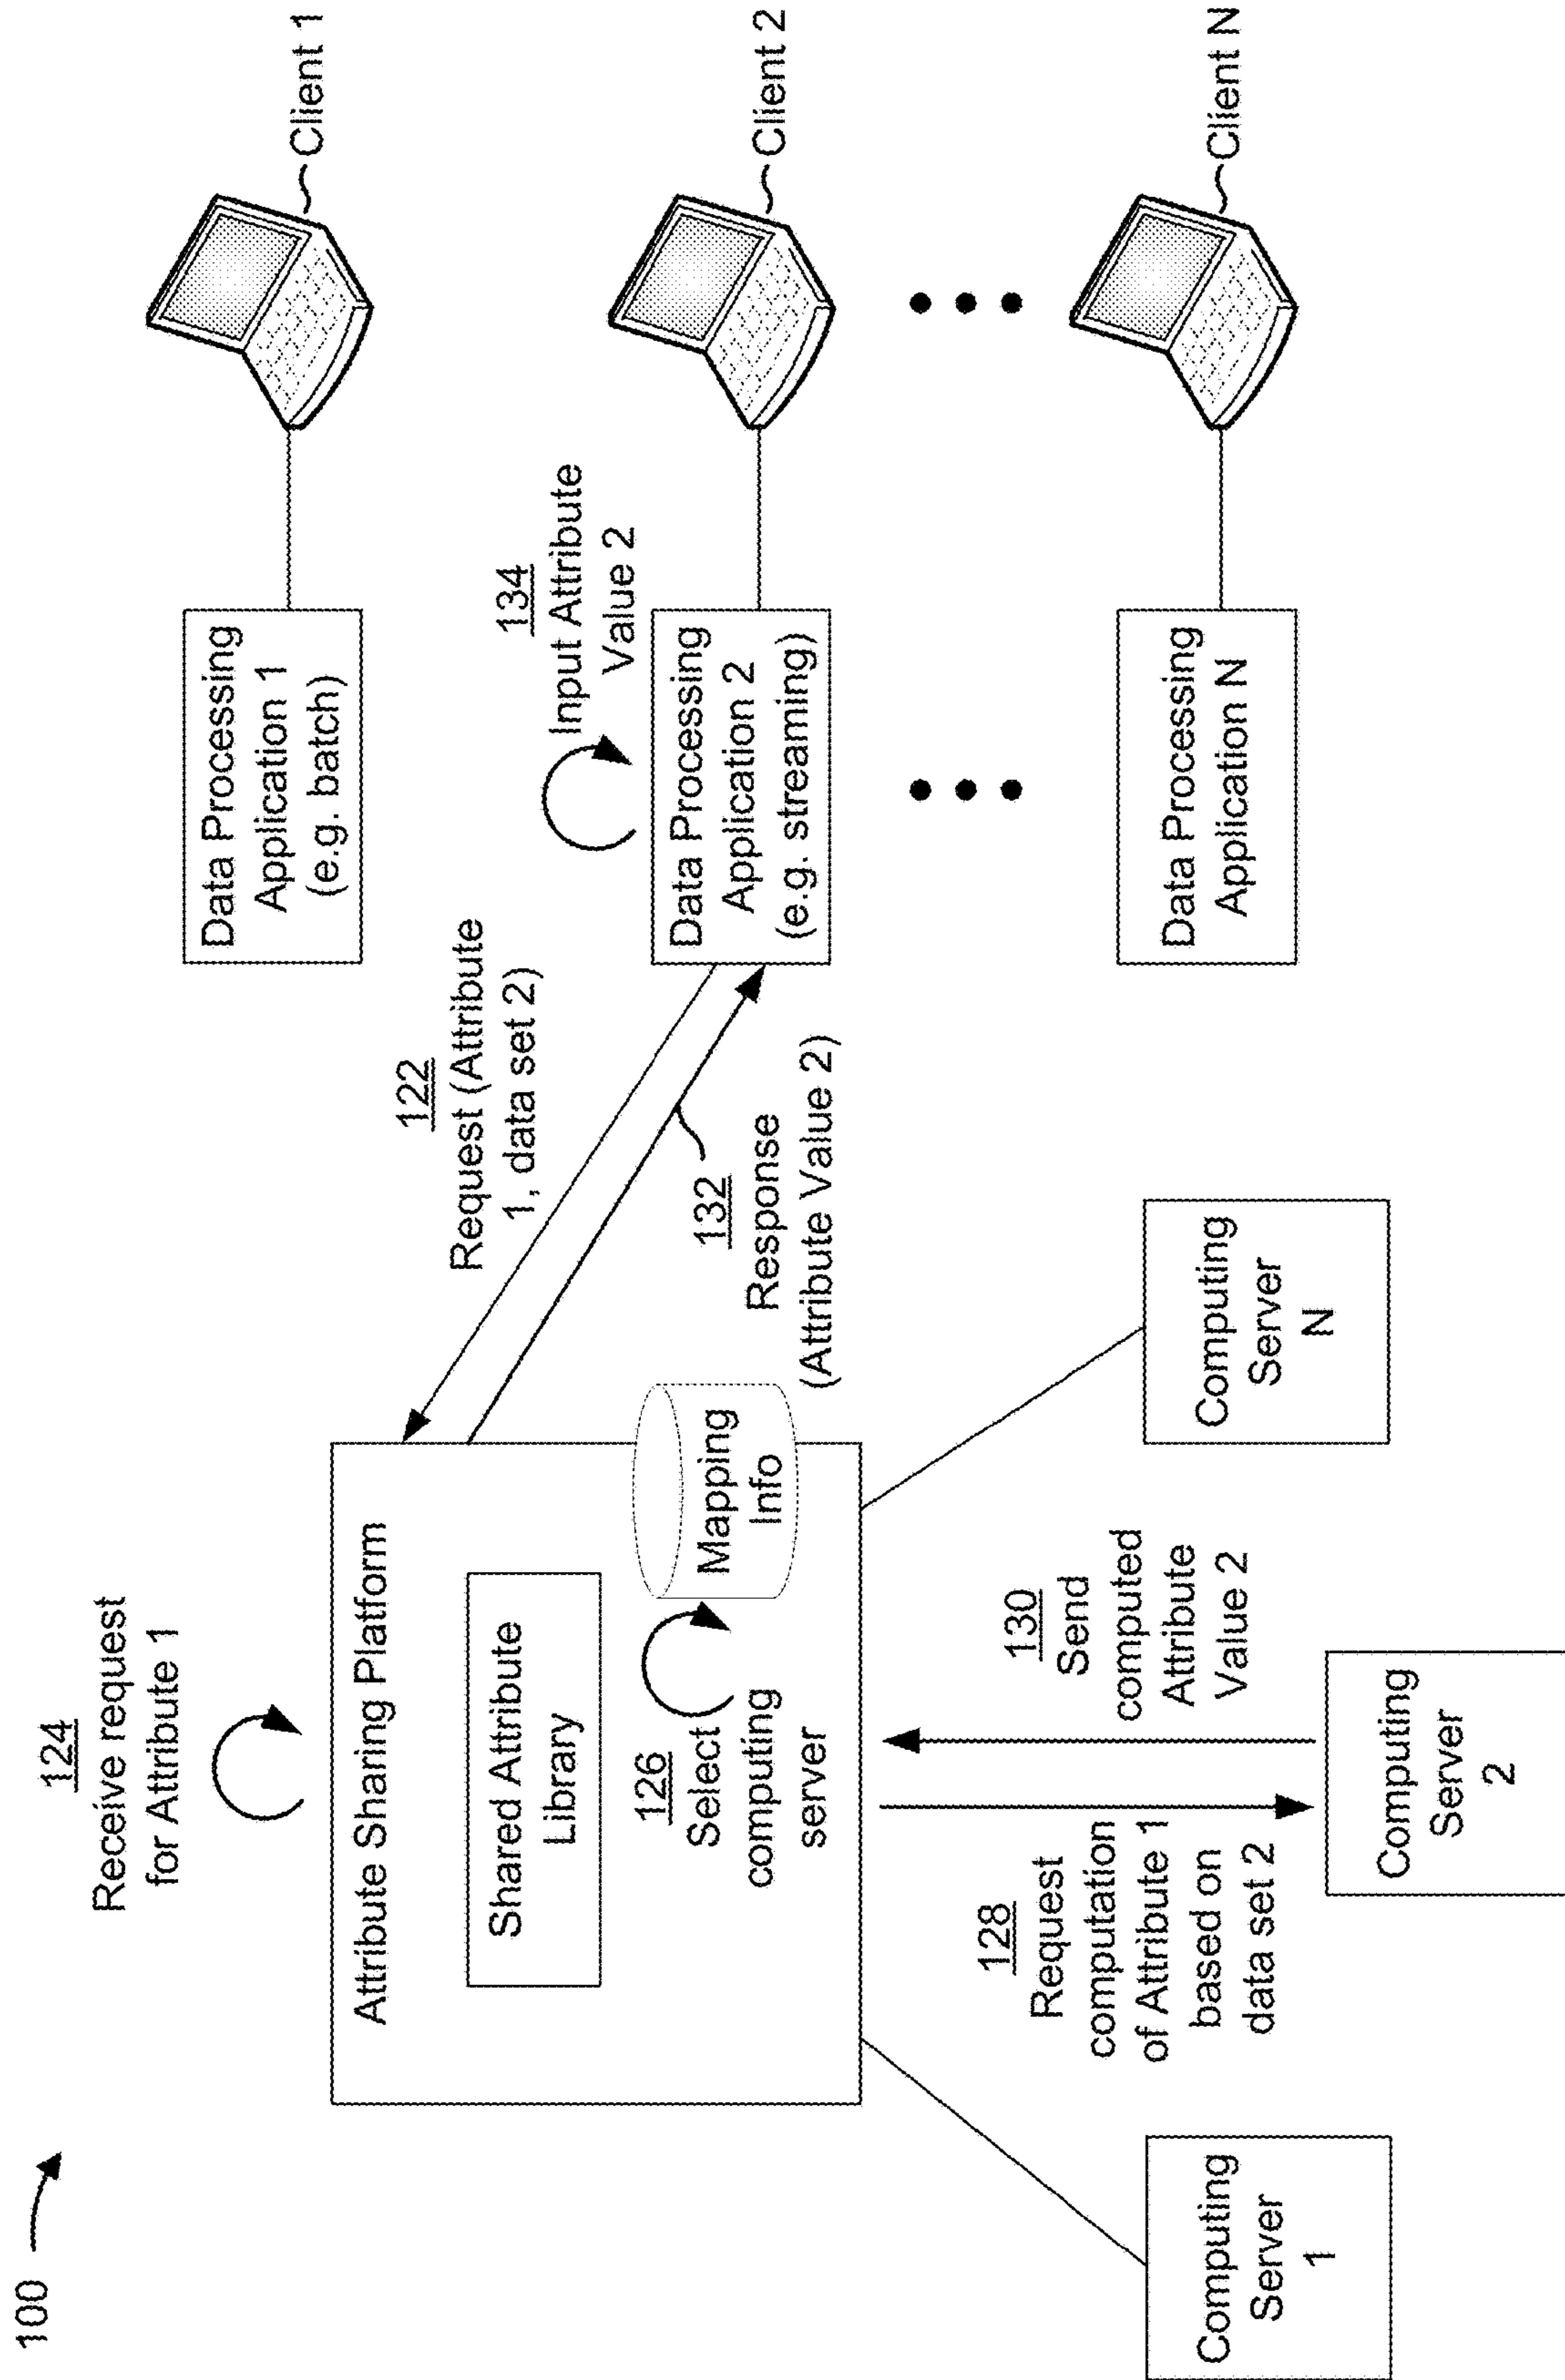 100
124
Receive request
for Attribute 1
Attribute Sharing Platform
Shared Attribute
Library
126
Select
computing
server
Mapping
Info
122
Request (Attribute
1, data set 2)
132
Response
(Attribute Value 2)
Data Processing
Application 1
(e.g. batch)
Client 1
134
Input Attribute
Value 2
Data Processing
Application 2
(e.g. streaming)
Client 2
Data Processing
Application N
Client N
128
Request
computation
of Attribute 1
based on
data set 2
130
Send
computed
Attribute
Value 2
Computing
Server
1
Computing
Server
2
Computing
Server
N